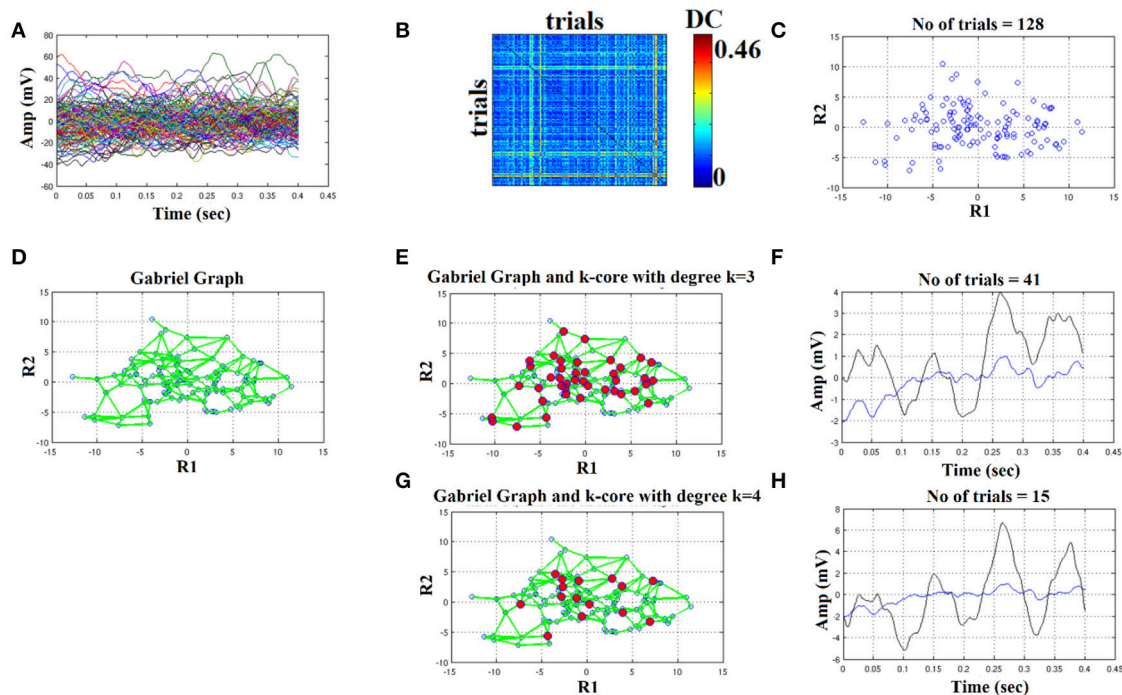 A
80
60
40
20
0
-20
-40
-60
Amp (mV)
0 0.05 0.1 0.15 0.2 0.25 0.3 0.35 0.4 0.45
Time (sec)
B
trials
trials
DC
0.46
0
C
No of trials = 128
15
10
5
0
-5
-10
R2
-15 -10 -5 0 5 10 15
R1
D
Gabriel Graph
15
10
5
0
-5
-10
R2
-15 -10 -5 0 5 10 15
R1
E
Gabriel Graph and k-core with degree k=3
15
10
5
0
-5
-10
R2
-15 -10 -5 0 5 10 15
R1
F
No of trials = 41
4
3
2
1
0
-1
-2
-3
Amp (mV)
0 0.05 0.1 0.15 0.2 0.25 0.3 0.35 0.4 0.45
Time (sec)
G
Gabriel Graph and k-core with degree k=4
15
10
5
0
-5
-10
R2
-15 -10 -5 0 5 10 15
R1
H
No of trials = 15
8
6
4
2
0
-2
-4
-6
Amp (mV)
0 0.05 0.1 0.15 0.2 0.25 0.3 0.35 0.4 0.45
Time (sec)